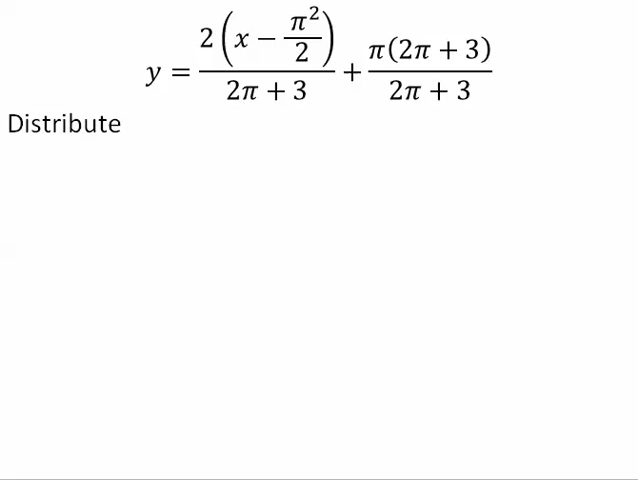 y = 2(x − π²/2)/(2π + 3) + π(2π + 3)/(2π + 3)
Distribute